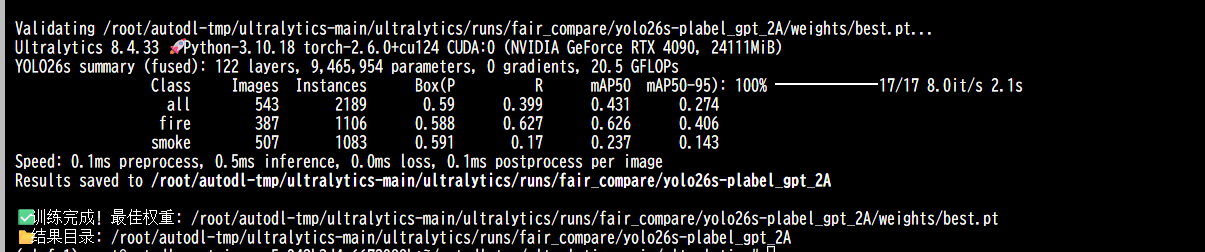 Validating /root/autodl-tmp/ultralytics-main/ultralytics/runs/fair_compare/yolo26s-plabel_gpt_2A/weights/best.pt...
Ultralytics 8.4.33 🚀Python-3.10.18 torch-2.6.0+cu124 CUDA:0 (NVIDIA GeForce RTX 4090, 24111MiB)
YOLO26s summary (fused): 122 layers, 9,465,954 parameters, 0 gradients, 20.5 GFLOPs
Class Images Instances Box(P R mAP50 mAP50-95): 100% ━━━━━━━━━━━━ 17/17 8.0it/s 2.1s
all 543 2189 0.59 0.399 0.431 0.274
fire 387 1106 0.588 0.627 0.626 0.406
smoke 507 1083 0.591 0.17 0.237 0.143
Speed: 0.1ms preprocess, 0.5ms inference, 0.0ms loss, 0.1ms postprocess per image
Results saved to /root/autodl-tmp/ultralytics-main/ultralytics/runs/fair_compare/yolo26s-plabel_gpt_2A
✅训练完成! 最佳权重: /root/autodl-tmp/ultralytics-main/ultralytics/runs/fair_compare/yolo26s-plabel_gpt_2A/weights/best.pt
📁结果目录: /root/autodl-tmp/ultralytics-main/ultralytics/runs/fair_compare/yolo26s-plabel_gpt_2A